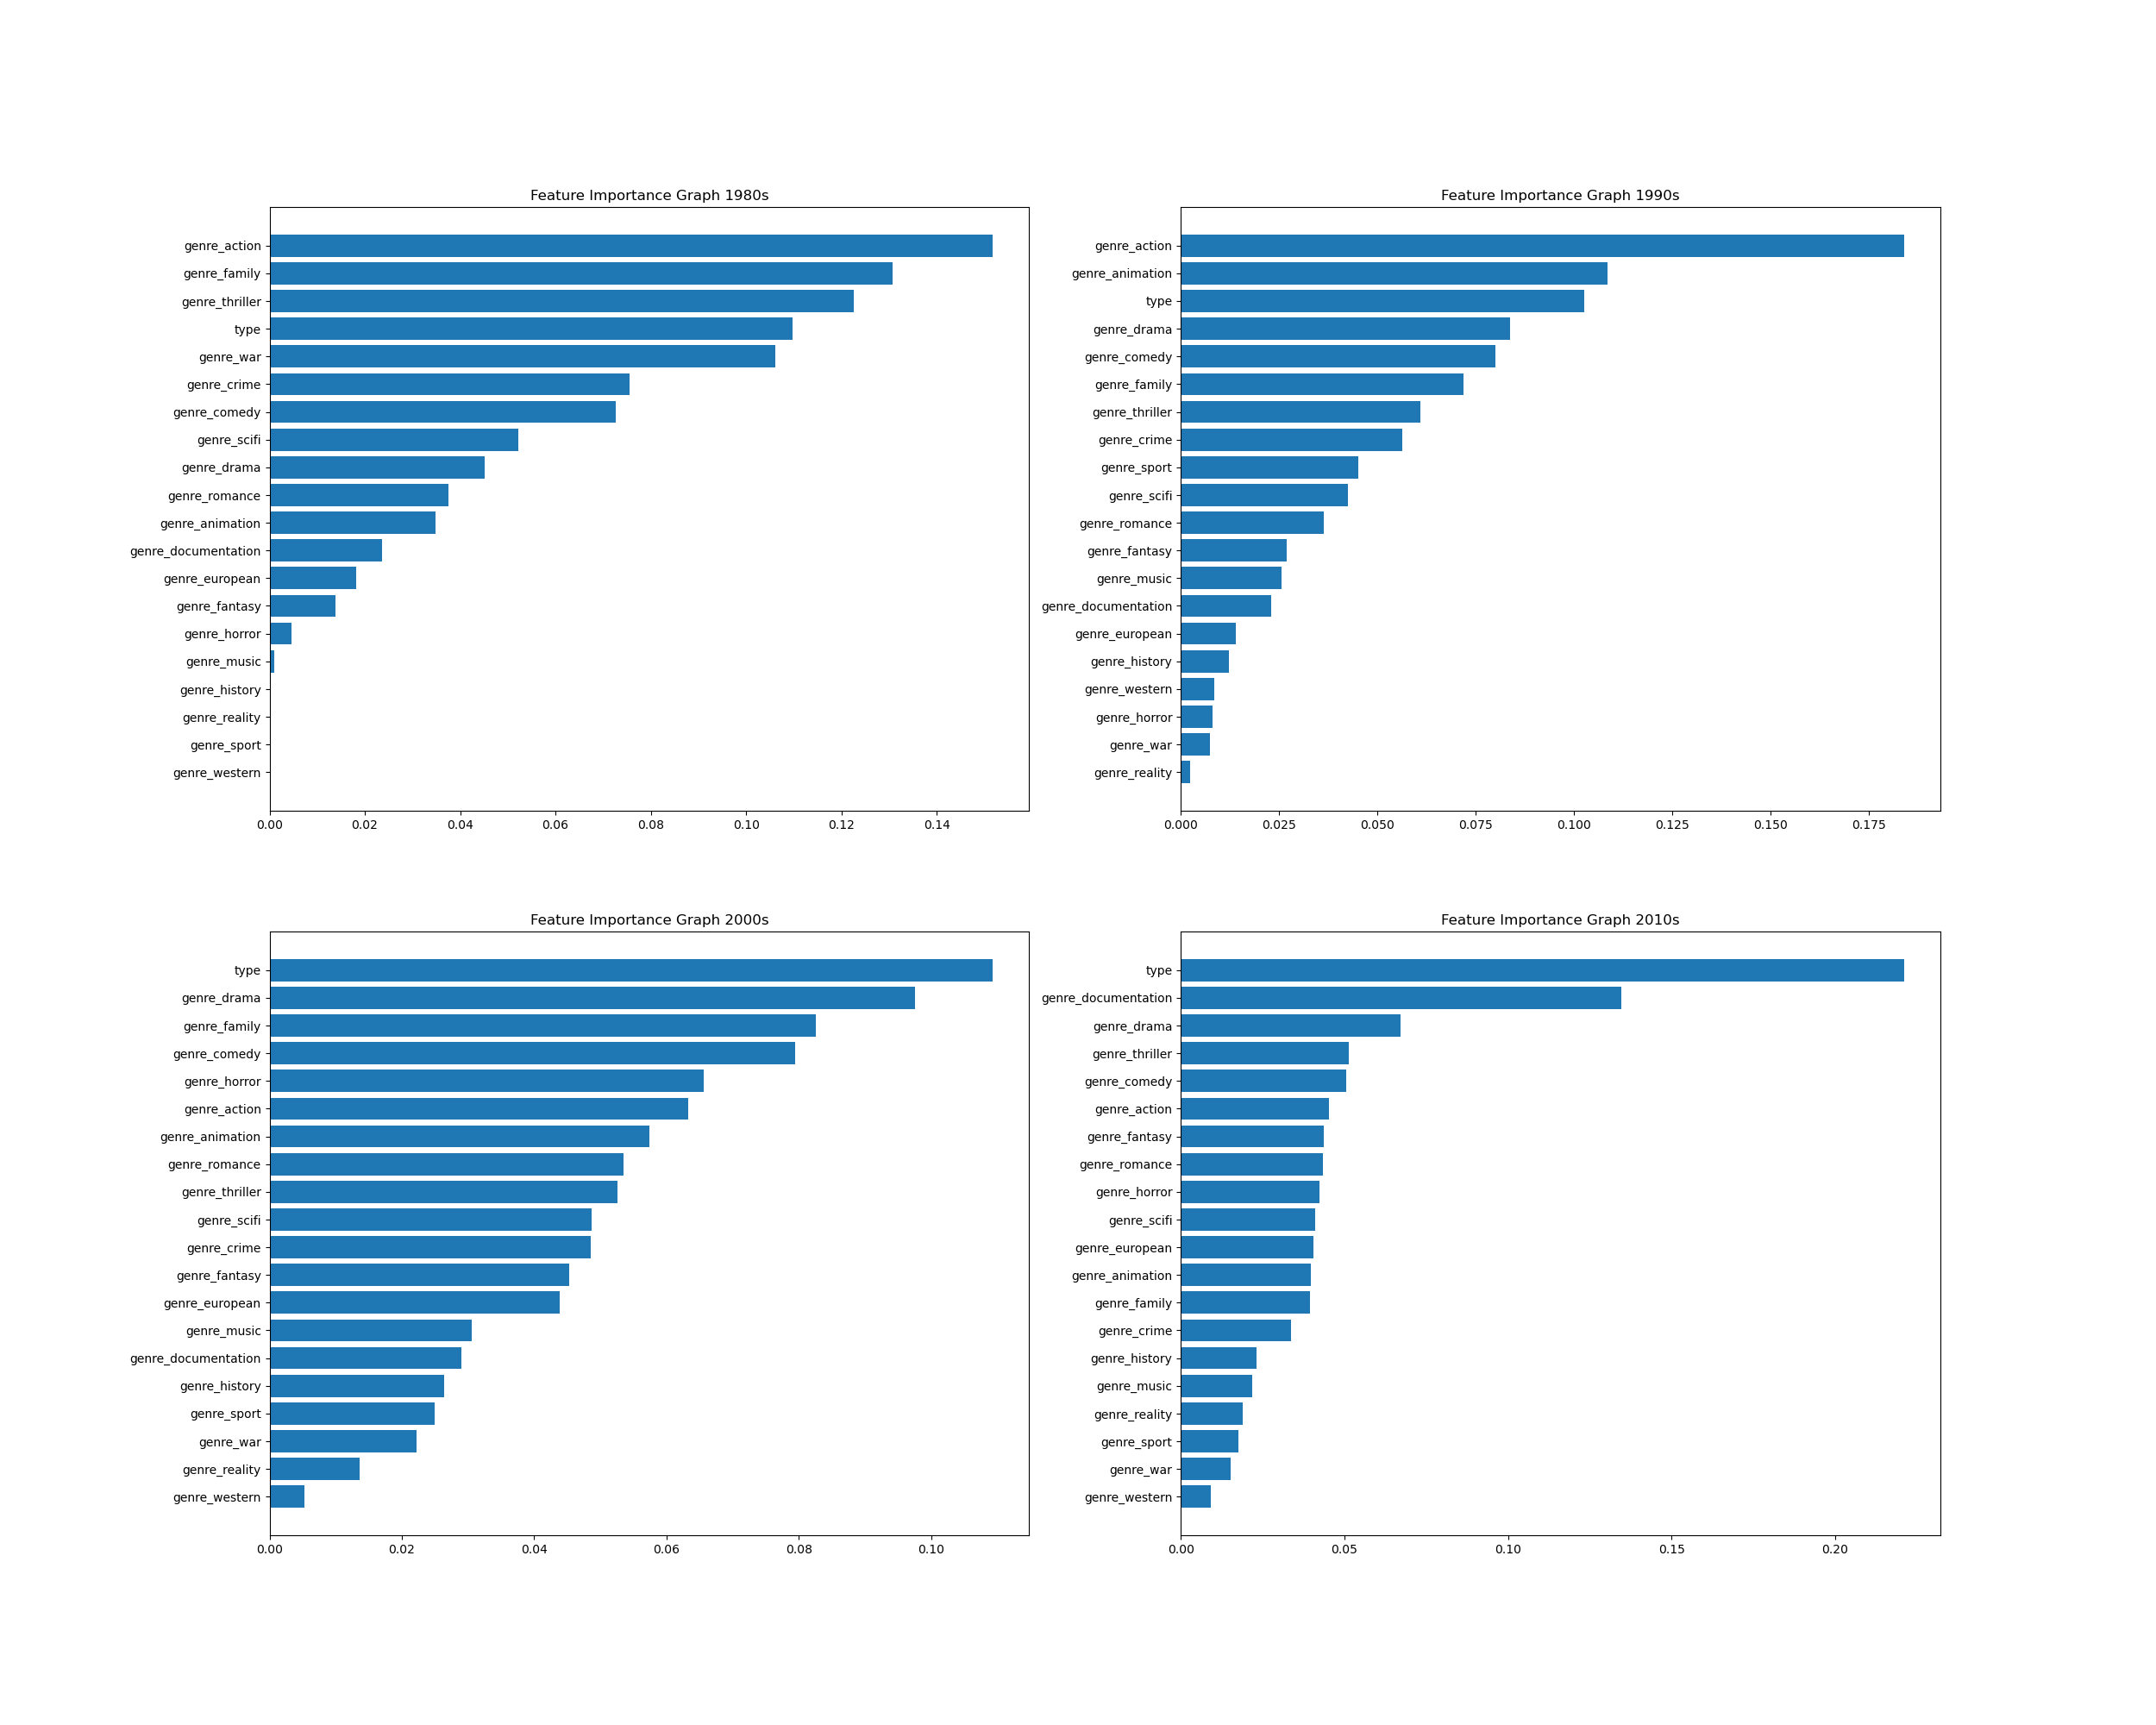 Feature Importance Graph 1980s
genre_action
genre_family
genre_thriller
type
genre_war
genre_crime
genre_comedy
genre_scifi
genre_drama
genre_romance
genre_animation
genre_documentation
genre_european
genre_fantasy
genre_horror
genre_music
genre_history
genre_reality
genre_sport
genre_western
0.00 0.02 0.04 0.06 0.08 0.10 0.12 0.14
Feature Importance Graph 1990s
genre_action
genre_animation
type
genre_drama
genre_comedy
genre_family
genre_thriller
genre_crime
genre_sport
genre_scifi
genre_romance
genre_fantasy
genre_music
genre_documentation
genre_european
genre_history
genre_western
genre_horror
genre_war
genre_reality
0.000 0.025 0.050 0.075 0.100 0.125 0.150 0.175
Feature Importance Graph 2000s
type
genre_drama
genre_family
genre_comedy
genre_horror
genre_action
genre_animation
genre_romance
genre_thriller
genre_scifi
genre_crime
genre_fantasy
genre_european
genre_music
genre_documentation
genre_history
genre_sport
genre_war
genre_reality
genre_western
0.00 0.02 0.04 0.06 0.08 0.10
Feature Importance Graph 2010s
type
genre_documentation
genre_drama
genre_thriller
genre_comedy
genre_action
genre_fantasy
genre_romance
genre_horror
genre_scifi
genre_european
genre_animation
genre_family
genre_crime
genre_history
genre_music
genre_reality
genre_sport
genre_war
genre_western
0.00 0.05 0.10 0.15 0.20